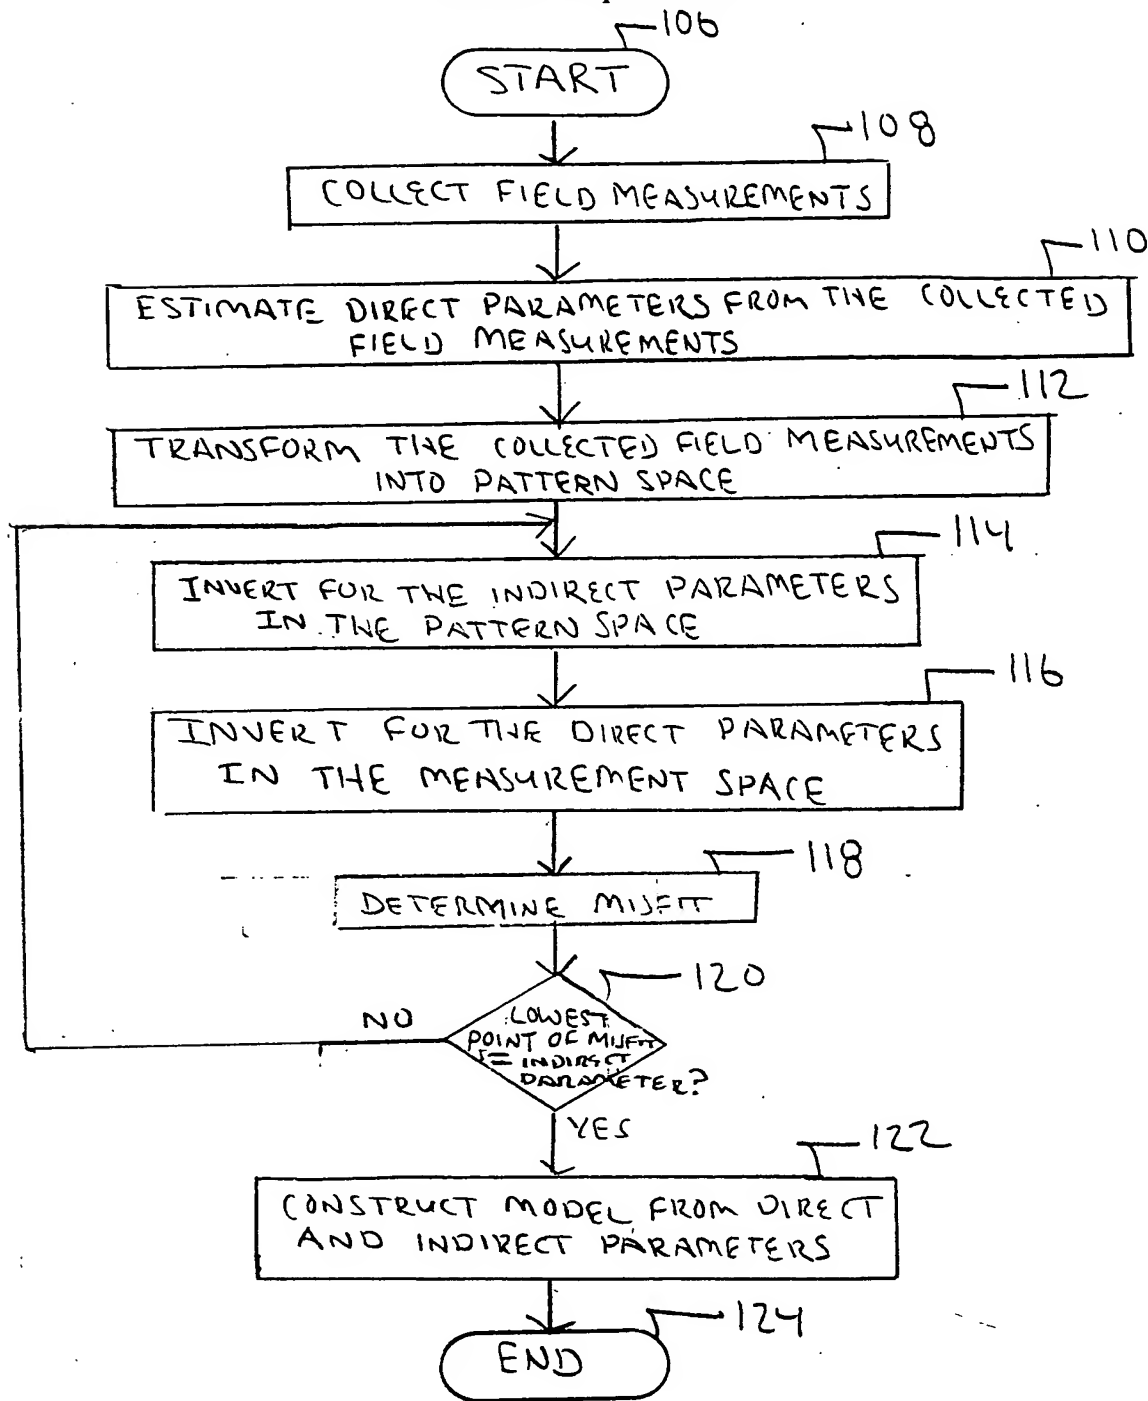 106
START
108
COLLECT FIELD MEASUREMENTS
110
ESTIMATE DIRECT PARAMETERS FROM THE COLLECTED
FIELD MEASUREMENTS
112
TRANSFORM THE COLLECTED FIELD MEASUREMENTS
INTO PATTERN SPACE
114
INVERT FOR THE INDIRECT PARAMETERS
IN THE PATTERN SPACE
116
INVERT FOR THE DIRECT PARAMETERS
IN THE MEASUREMENT SPACE
118
DETERMINE MISFIT
120
NO
LOWEST
POINT OF MISFIT
= INDIRECT
PARAMETER?
YES
122
CONSTRUCT MODEL FROM DIRECT
AND INDIRECT PARAMETERS
124
END